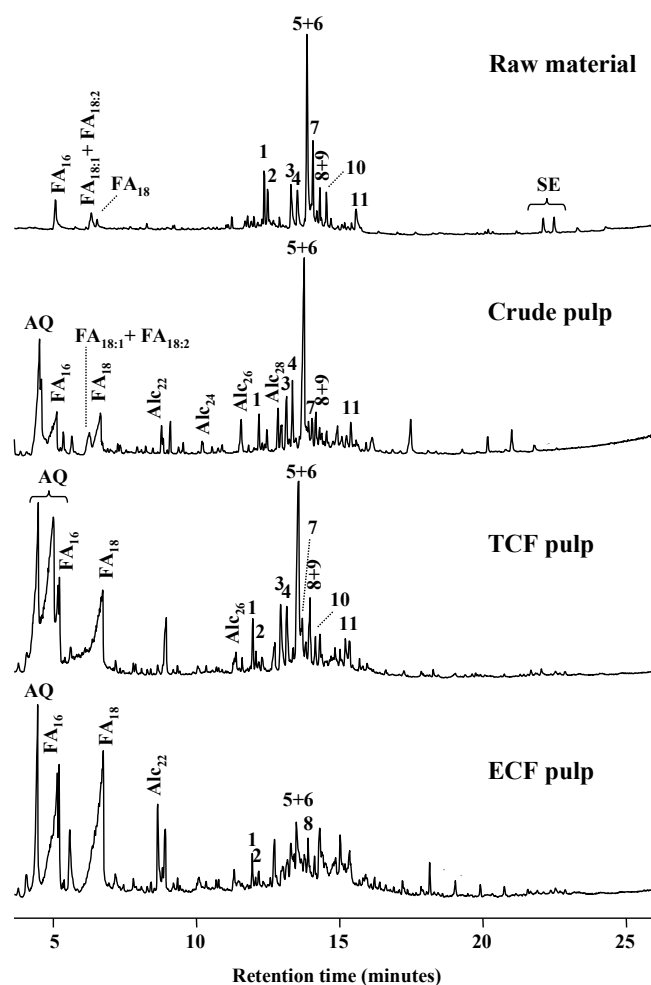 5+6
Raw material
FA18:1 + FA18:2
FA16
FA18
1
2
3
4
7
8+9
10
11
SE
5+6
Crude pulp
AQ
FA16
FA18:1 + FA18:2
FA18
Alc22
Alc24
Alc26
1
Alc28
3
4
7
8+9
11
5+6
TCF pulp
AQ
FA16
FA18
Alc26
1
2
3
4
7
8+9
10
11
AQ
ECF pulp
FA16
FA18
Alc22
1
2
5+6
8
5 10 15 20 25
Retention time (minutes)